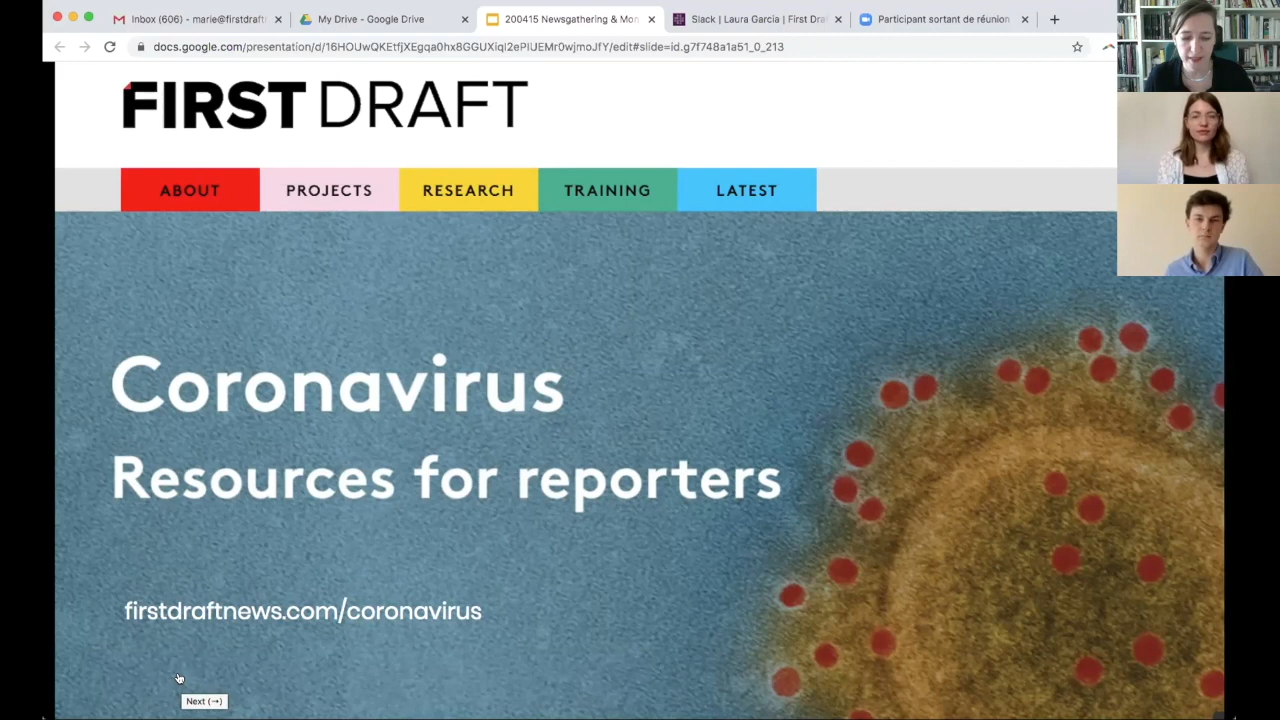 Inbox (606) - marie@firstdraft
My Drive - Google Drive
200415 Newsgathering & Mon
Slack | Laura Garcia | First Dra
Participant sortant de réunion
docs.google.com/presentation/d/16HOUwQKEtfjXEgqa0hx8GGUXiqI2ePIUEMr0wjmoJfY/edit#slide=id.g7f748a1a51_0_213
FIRST DRAFT
ABOUT PROJECTS RESEARCH TRAINING LATEST
Coronavirus
Resources for reporters
firstdraftnews.com/coronavirus
Next (→)